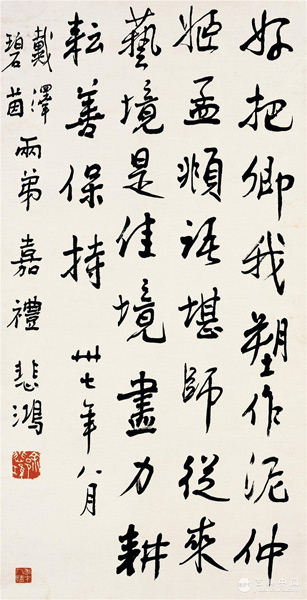 好把卿我塑作泥仲
姬孟頫語堪師從來
藝境是佳境盡力耕
耘善保持 卅七年八月
戴澤
碧茵
兩弟嘉禮 悲鴻